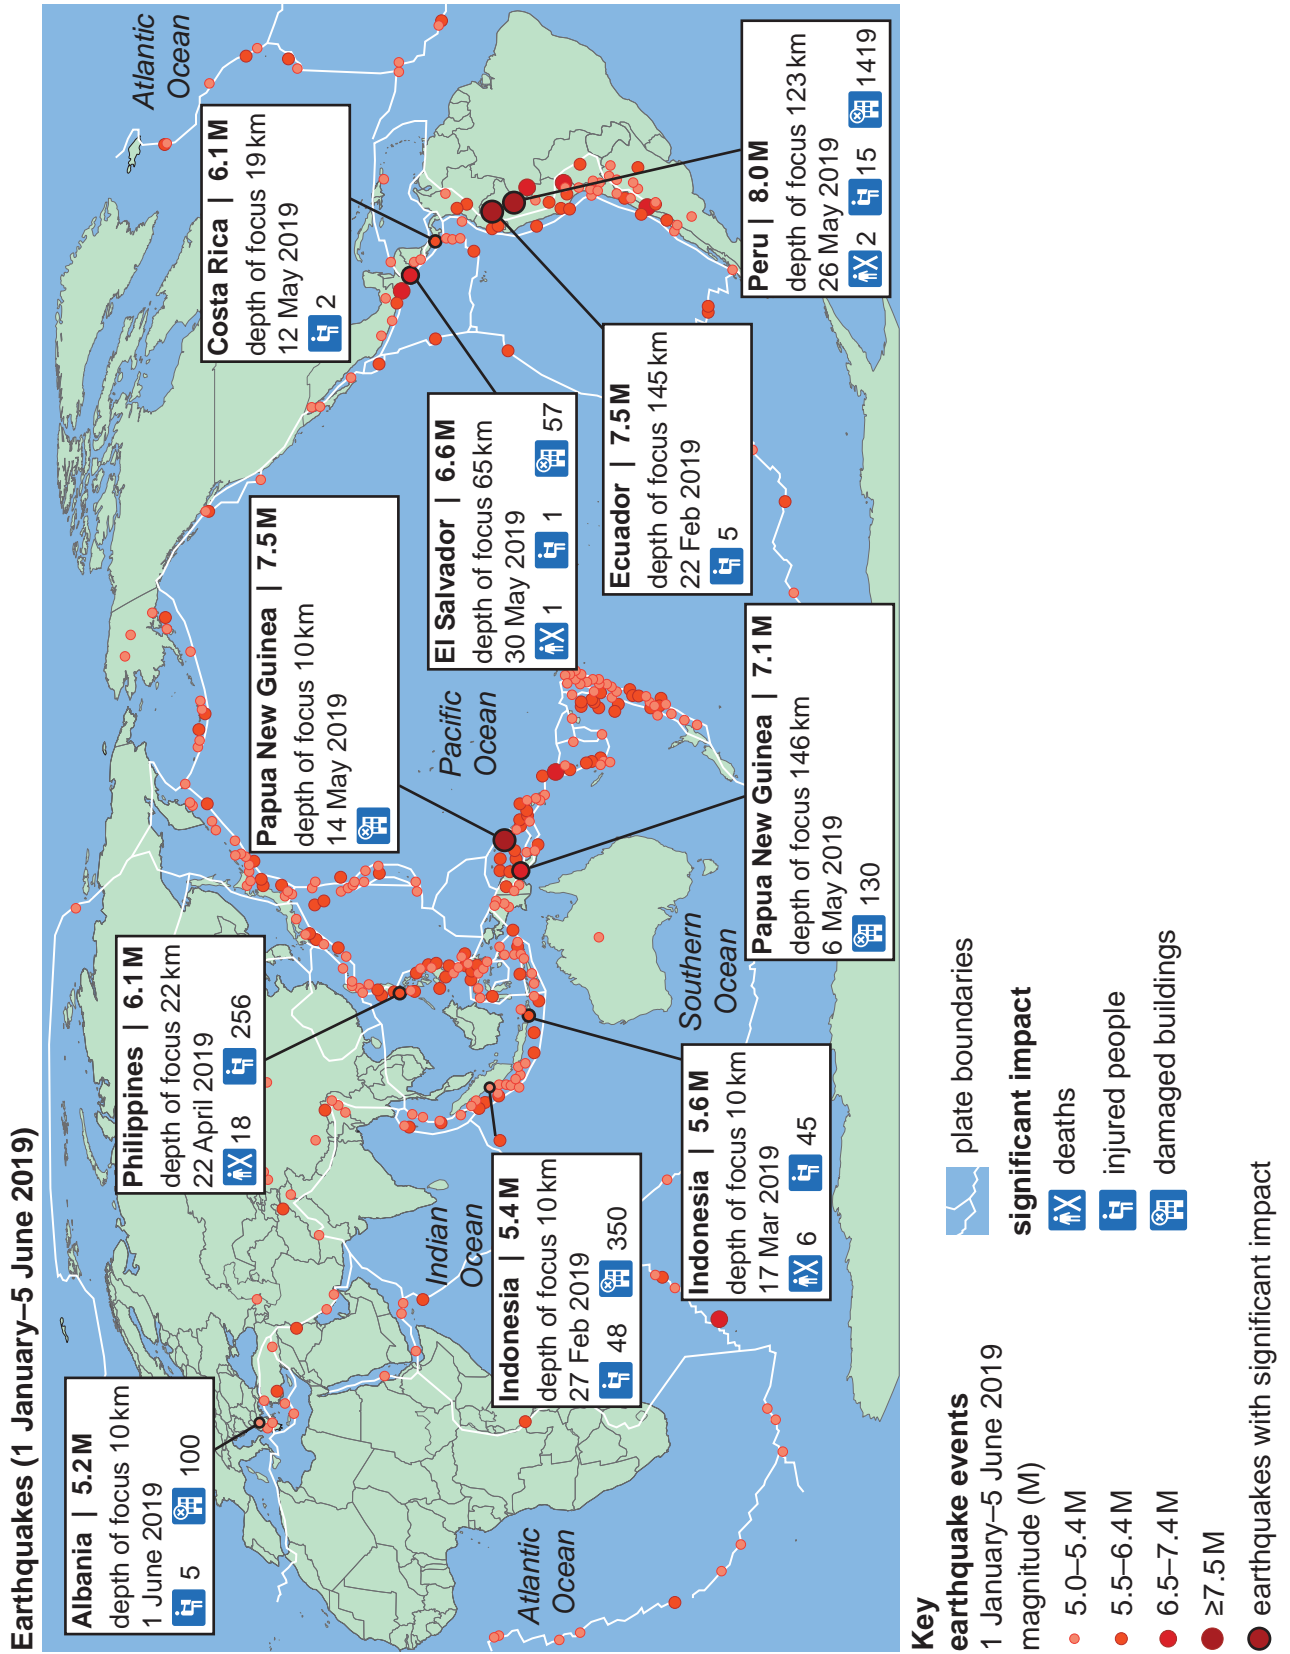 Earthquakes (1 January–5 June 2019)
Albania | 5.2 M
depth of focus 10 km
1 June 2019
5 100
Philippines | 6.1 M
depth of focus 22 km
22 April 2019
18 256
Papua New Guinea | 7.5 M
depth of focus 10 km
14 May 2019
Costa Rica | 6.1 M
depth of focus 19 km
12 May 2019
2
Atlantic
Ocean
El Salvador | 6.6 M
depth of focus 65 km
30 May 2019
1 1 57
Pacific
Ocean
Indian
Ocean
Atlantic
Ocean
Indonesia | 5.4 M
depth of focus 10 km
27 Feb 2019
48 350
Ecuador | 7.5 M
depth of focus 145 km
22 Feb 2019
5
Southern
Ocean
Indonesia | 5.6 M
depth of focus 10 km
17 Mar 2019
6 45
Papua New Guinea | 7.1 M
depth of focus 146 km
6 May 2019
130
Peru | 8.0 M
depth of focus 123 km
26 May 2019
2 15 1419
Key
earthquake events
1 January–5 June 2019
magnitude (M)
5.0–5.4 M
5.5–6.4 M
6.5–7.4 M
≥7.5 M
earthquakes with significant impact
plate boundaries
significant impact
deaths
injured people
damaged buildings